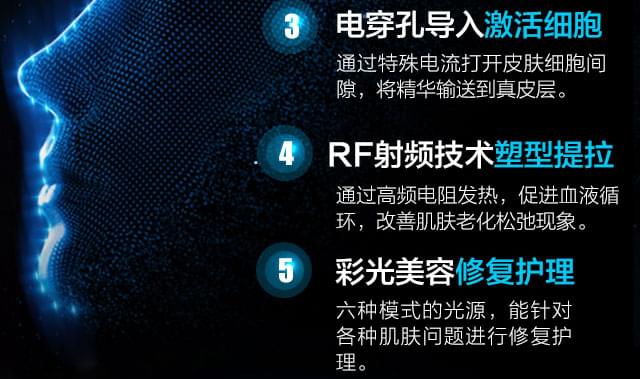 3 电穿孔导入激活细胞
通过特殊电流打开皮肤细胞间
隙，将精华输送到真皮层。
4 RF射频技术塑型提拉
通过高频电阻发热，促进血液循
环，改善肌肤老化松弛现象。
5 彩光美容修复护理
六种模式的光源，能针对
各种肌肤问题进行修复护
理。